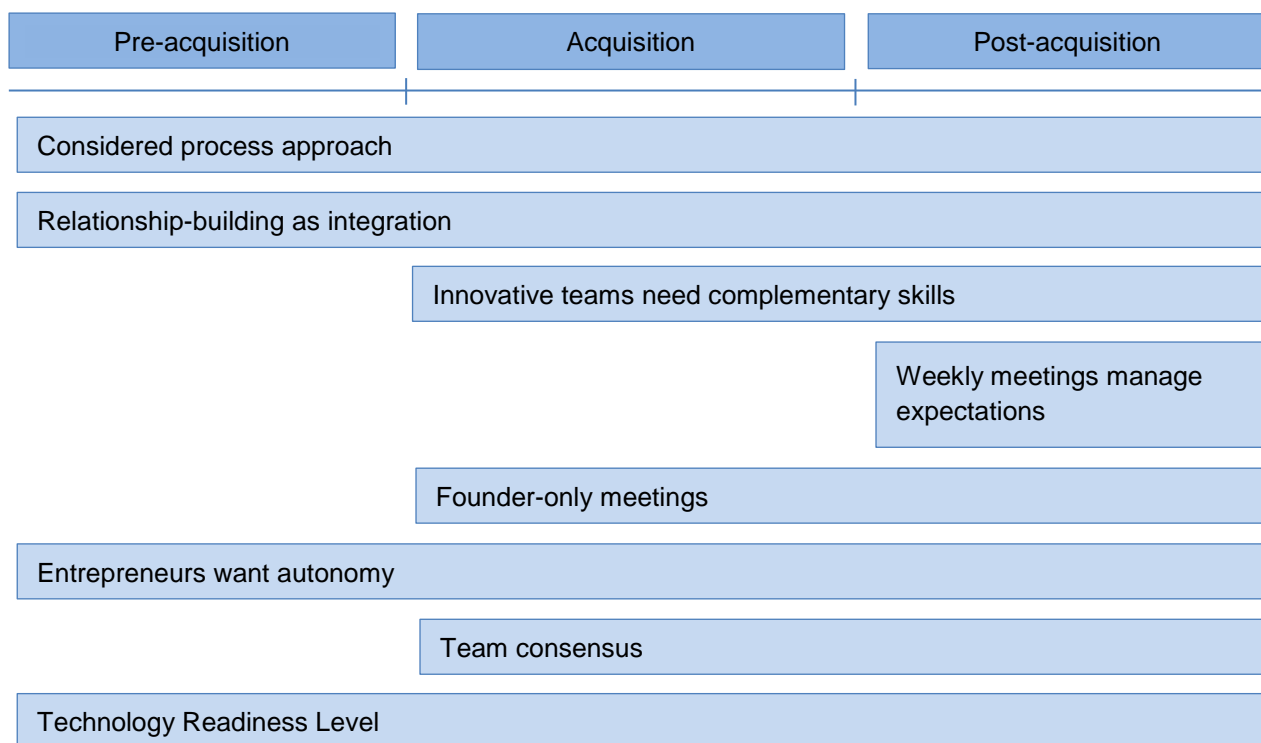 Pre-acquisition
Acquisition
Post-acquisition
Considered process approach
Relationship-building as integration
Innovative teams need complementary skills
Weekly meetings manage
expectations
Founder-only meetings
Entrepreneurs want autonomy
Team consensus
Technology Readiness Level